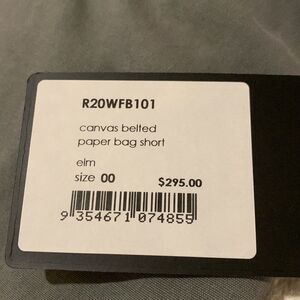 R20WFB101
canvas belted
paper bag short
elm
size 00 $295.00
9 354671 074855